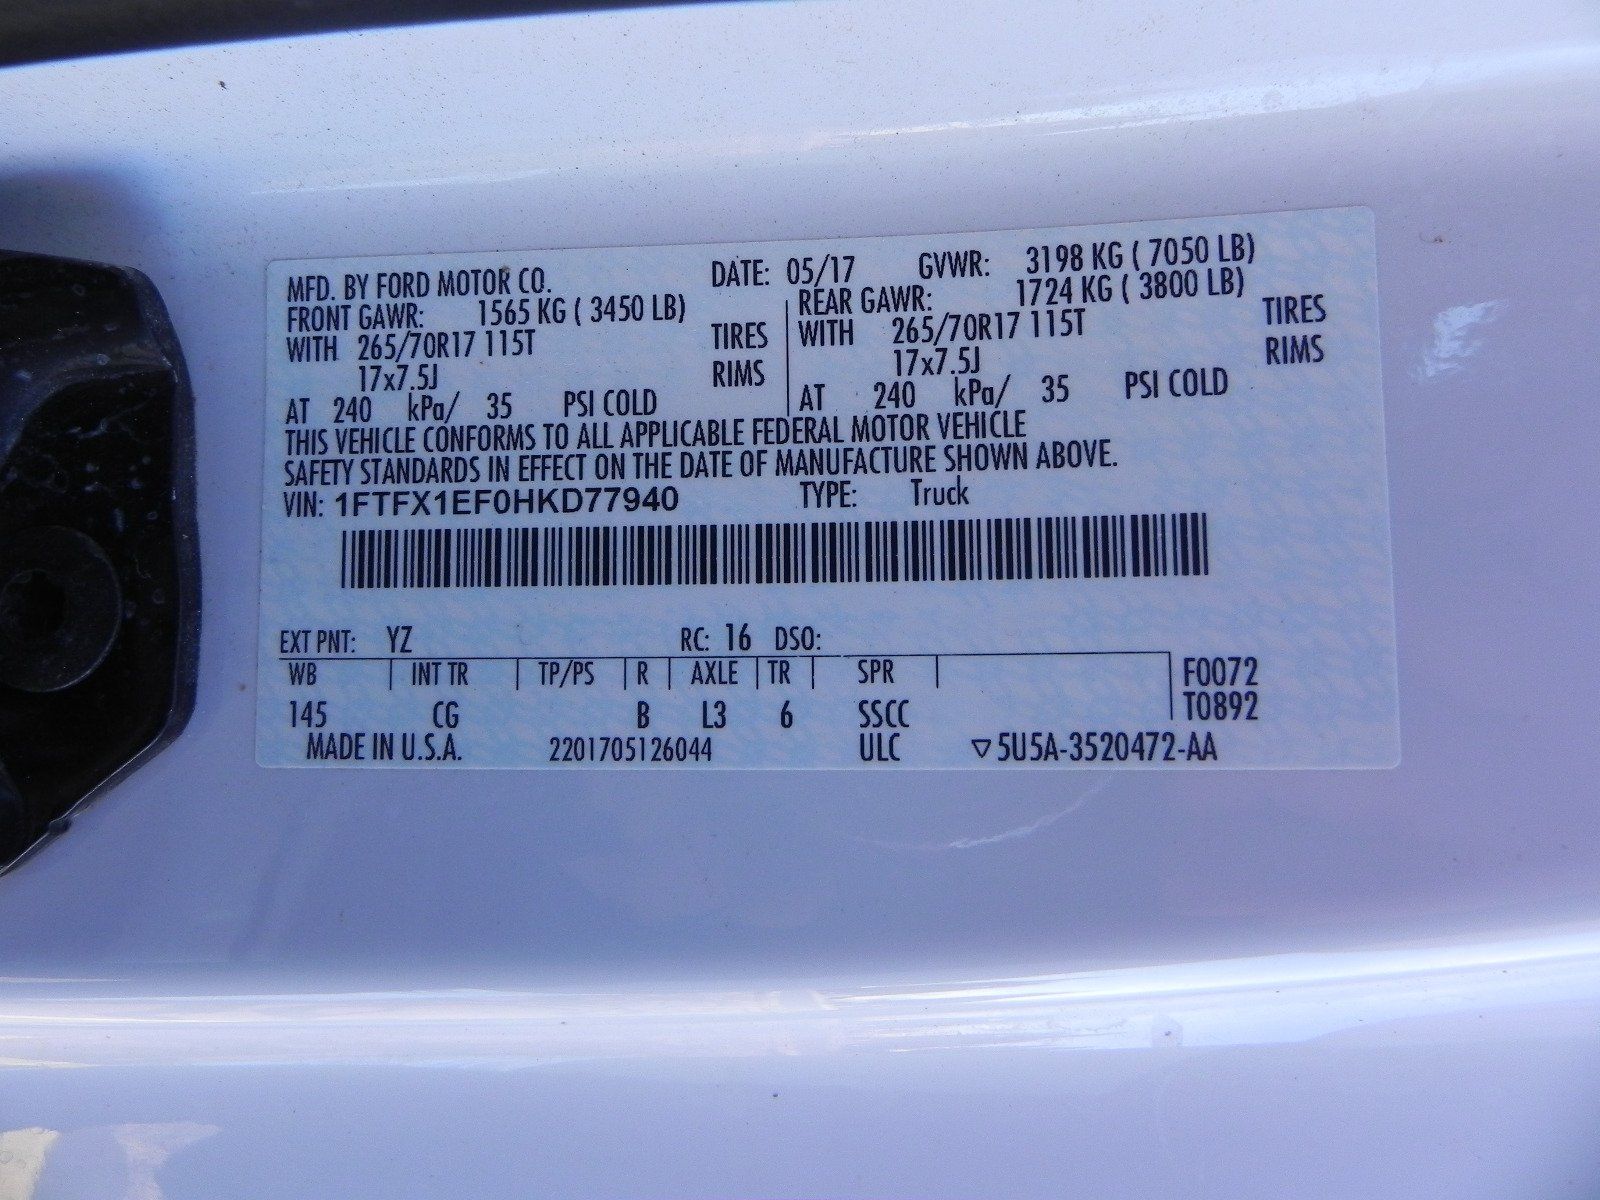 MFD. BY FORD MOTOR CO. DATE: 05/17 GVWR: 3198 KG ( 7050 LB)
FRONT GAWR: 1565 KG ( 3450 LB) REAR GAWR: 1724 KG ( 3800 LB)
WITH 265/70R17 115T TIRES WITH 265/70R17 115T TIRES
17x7.5J RIMS 17x7.5J RIMS
AT 240 kPa/ 35 PSI COLD AT 240 kPa/ 35 PSI COLD
THIS VEHICLE CONFORMS TO ALL APPLICABLE FEDERAL MOTOR VEHICLE
SAFETY STANDARDS IN EFFECT ON THE DATE OF MANUFACTURE SHOWN ABOVE.
VIN: 1FTFX1EF0HKD77940 TYPE: Truck
EXT PNT: YZ RC: 16 DSO:
WB INT TR TP/PS R AXLE TR SPR F0072
145 CG B L3 6 SSCC T0892
MADE IN U.S.A. 2201705126044 ULC ▽5U5A-3520472-AA